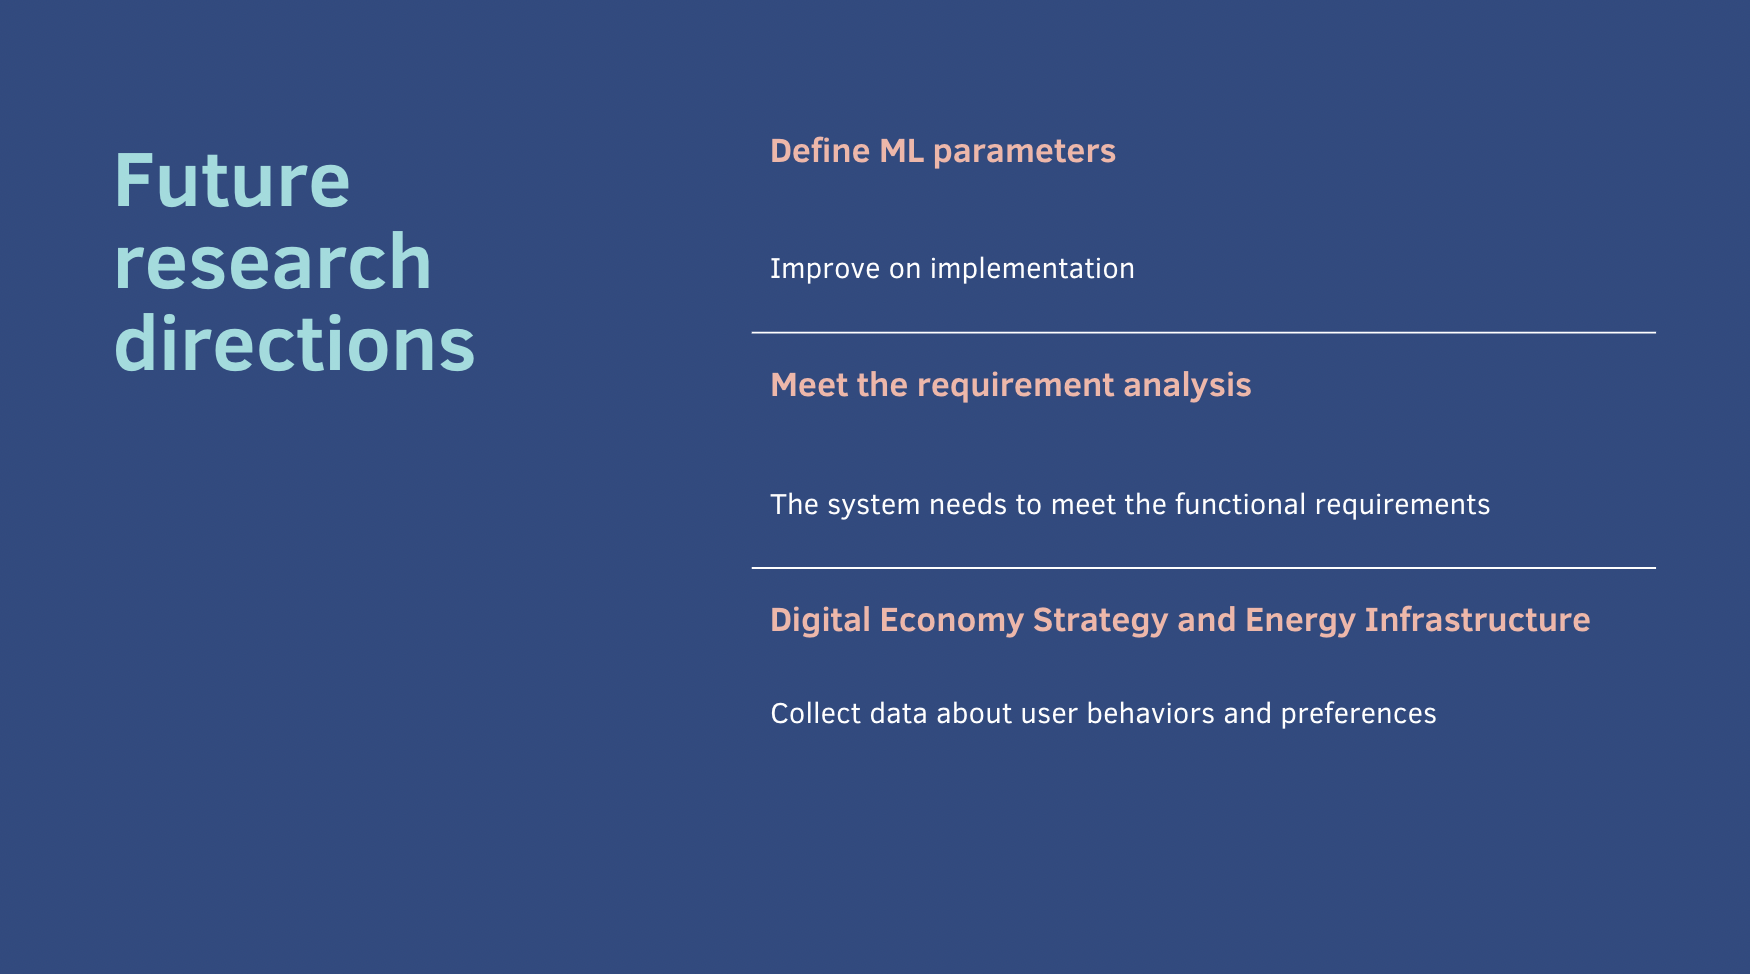 Future
research
directions
Define ML parameters
Improve on implementation
Meet the requirement analysis
The system needs to meet the functional requirements
Digital Economy Strategy and Energy Infrastructure
Collect data about user behaviors and preferences